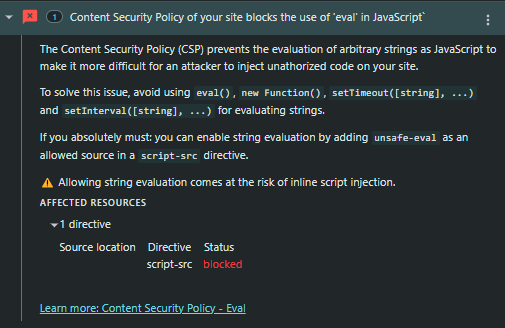 1 Content Security Policy of your site blocks the use of 'eval' in JavaScript`
The Content Security Policy (CSP) prevents the evaluation of arbitrary strings as JavaScript to
make it more difficult for an attacker to inject unathorized code on your site.
To solve this issue, avoid using eval(), new Function(), setTimeout([string], ...)
and setInterval([string], ...) for evaluating strings.
If you absolutely must: you can enable string evaluation by adding unsafe-eval as an
allowed source in a script-src directive.
⚠ Allowing string evaluation comes at the risk of inline script injection.
AFFECTED RESOURCES
1 directive
Source location Directive Status
script-src blocked
Learn more: Content Security Policy - Eval